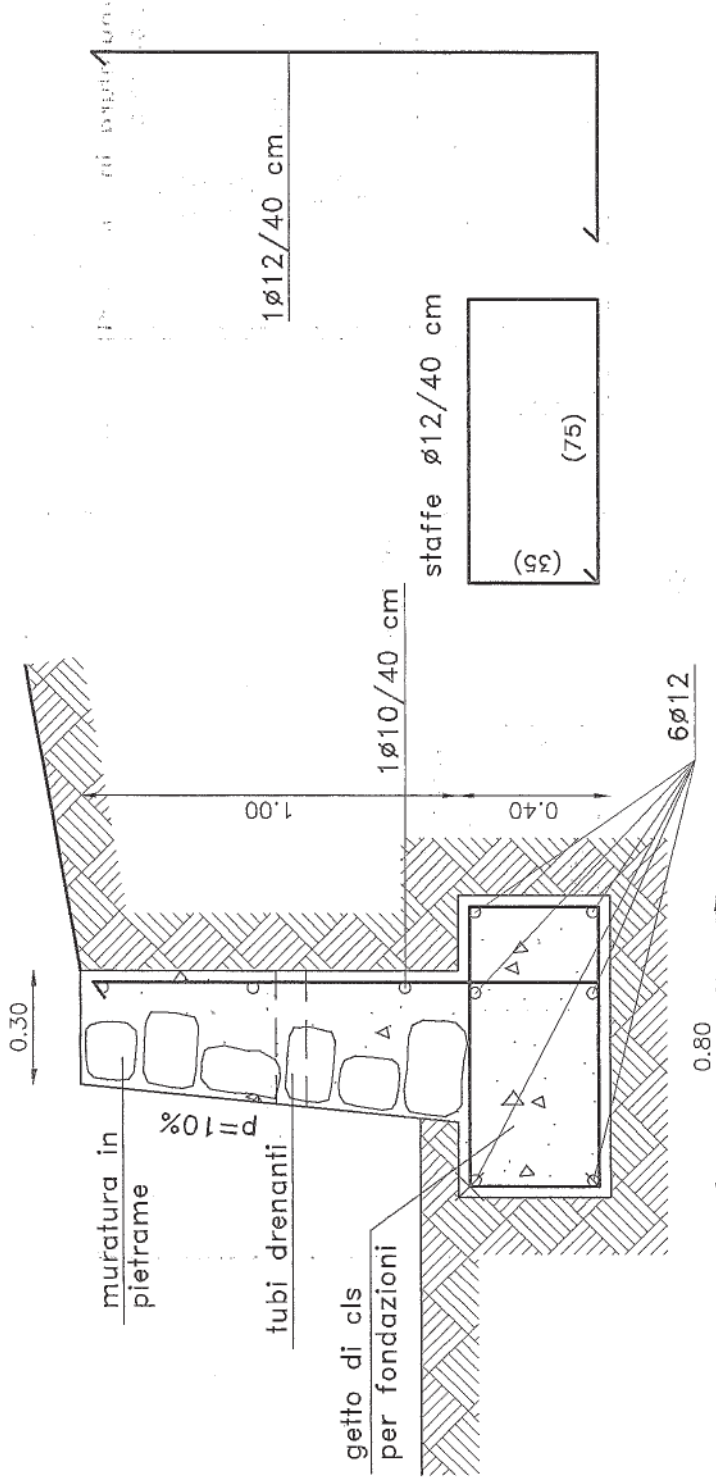 0.30
muratura in
pietrame
p=10%
tubi drenanti
getto di cls
per fondazioni
1.00
0.40
1ø10/40 cm
6ø12
0.80
staffe ø12/40 cm
(35)
(75)
1ø12/40 cm